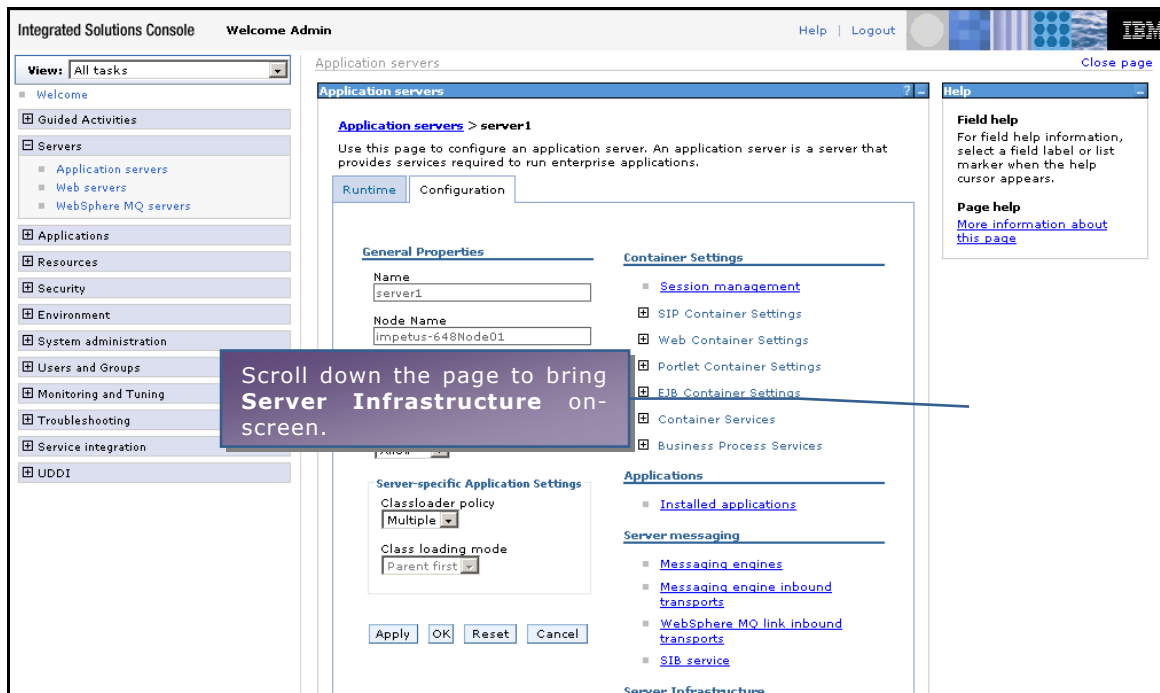 Integrated Solutions Console Welcome Admin
Help | Logout
IBM
View: All tasks
Welcome
Guided Activities
Servers
Application servers
Web servers
WebSphere MQ servers
Applications
Resources
Security
Environment
System administration
Users and Groups
Monitoring and Tuning
Troubleshooting
Service integration
UDDI
Application servers
Close page
Application servers ? -
Application servers > server1
Use this page to configure an application server. An application server is a server that
provides services required to run enterprise applications.
Runtime Configuration
General Properties
Name
server1
Node Name
impetus-648Node01
Scroll down the page to bring
Server Infrastructure on-
screen.
Server-specific Application Settings
Classloader policy
Multiple
Class loading mode
Parent first
Apply OK Reset Cancel
Container Settings
Session management
SIP Container Settings
Web Container Settings
Portlet Container Settings
EJB Container Settings
Container Services
Business Process Services
Applications
Installed applications
Server messaging
Messaging engines
Messaging engine inbound
transports
WebSphere MQ link inbound
transports
SIB service
Server Infrastructure
Help -
Field help
For field help information,
select a field label or list
marker when the help
cursor appears.
Page help
More information about
this page